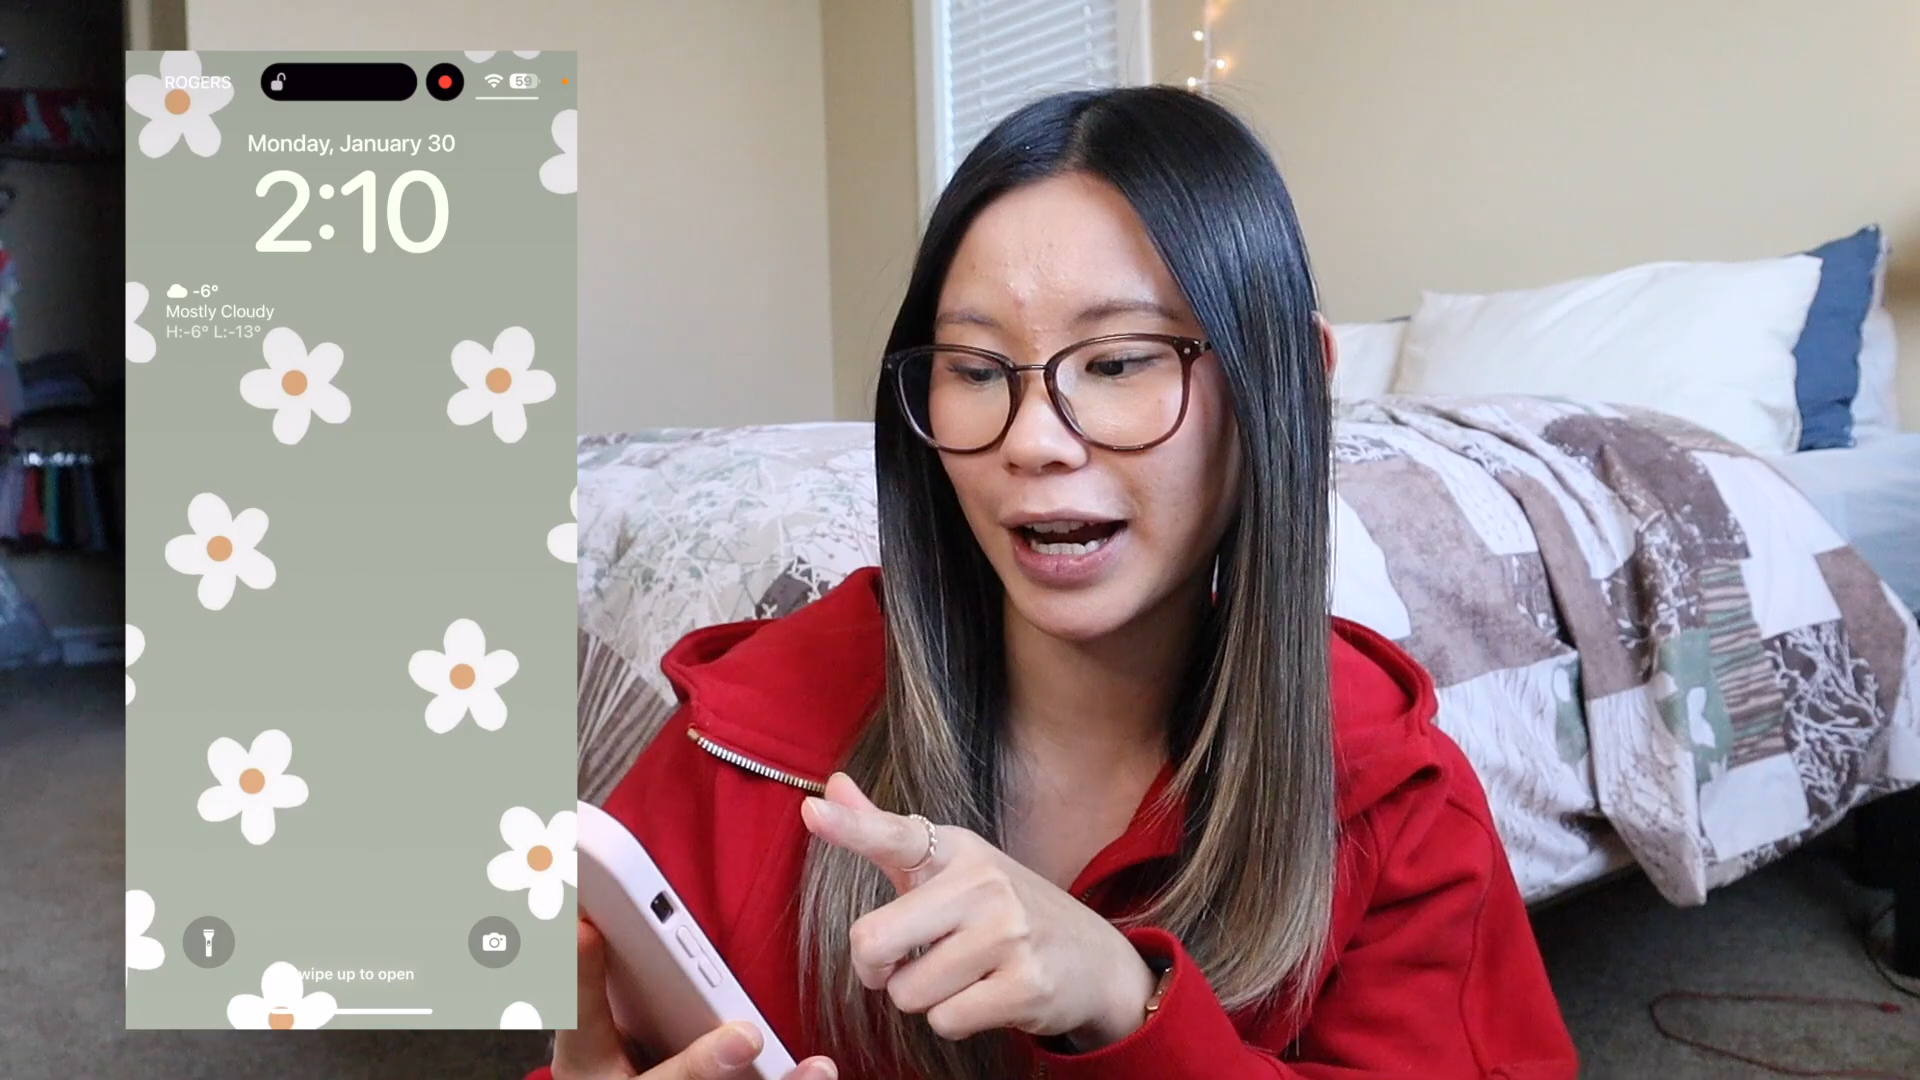 ROGERS
59
Monday, January 30
2:10
-6°
Mostly Cloudy
H:-6° L:-13°
wipe up to open